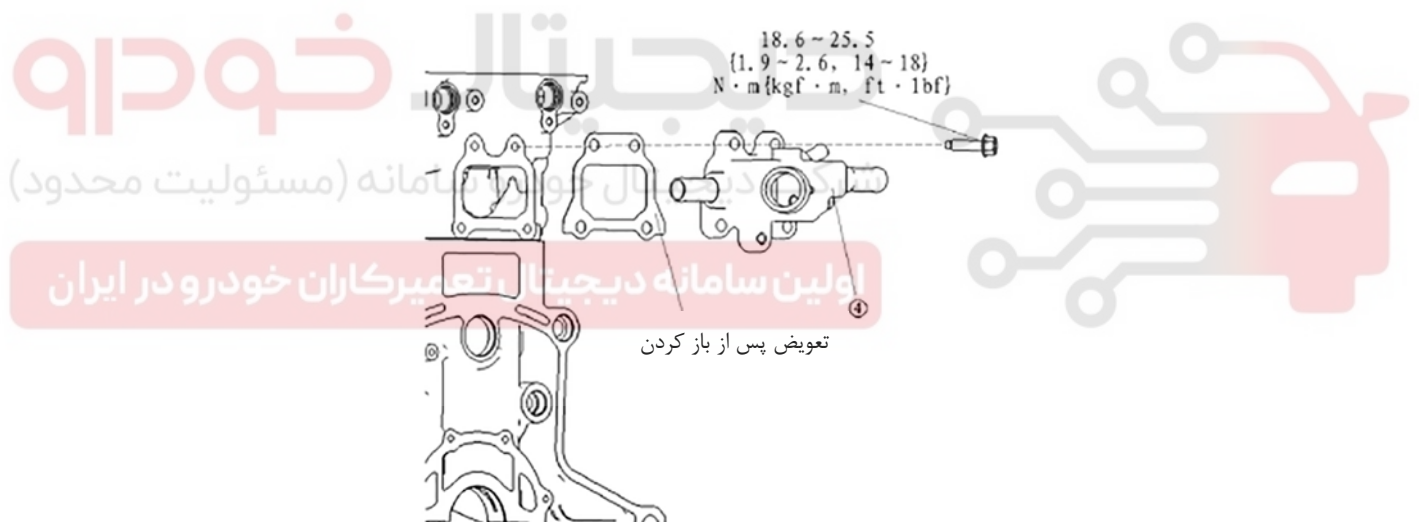 دیجیتال خودرو
18.6~25.5
{1.9~2.6, 14~18}
N·m{kgf·m, ft·lbf}
شرکت دیجیتال خودرو سامانه (مسئولیت محدود)
اولین سامانه دیجیتال تعمیرکاران خودرو در ایران
④
تعویض پس از باز کردن